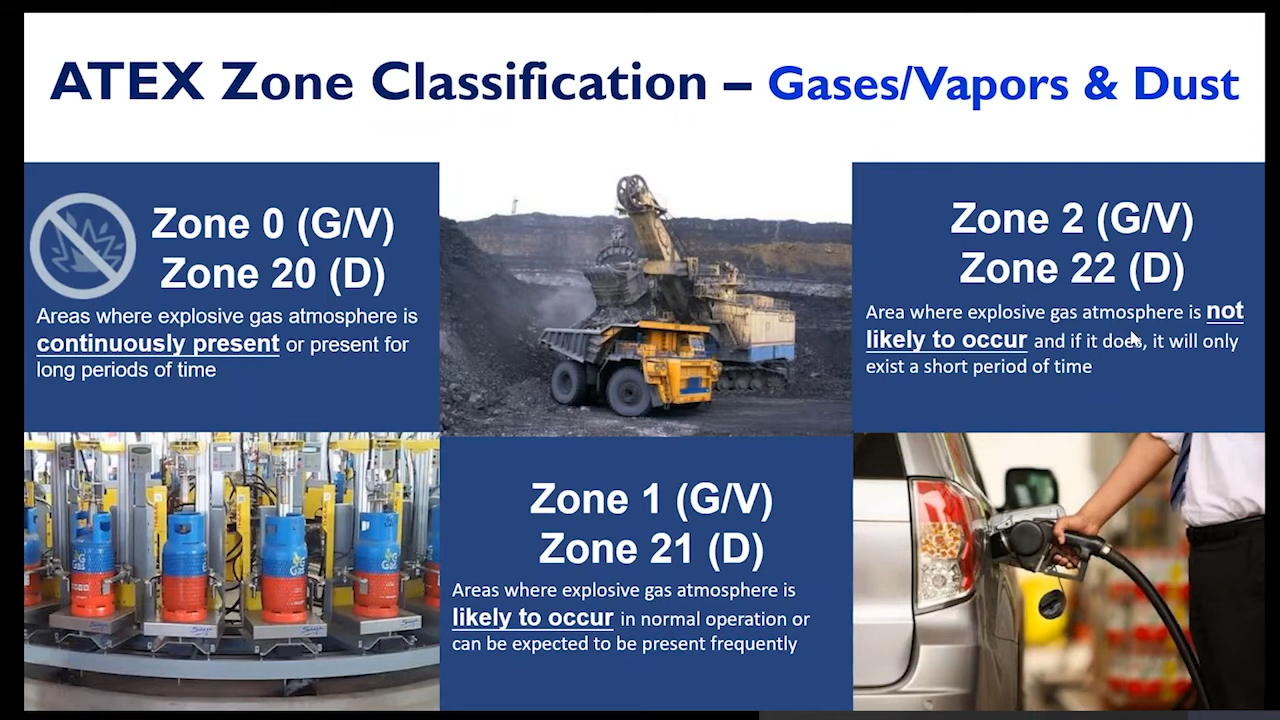 ATEX Zone Classification – Gases/Vapors & Dust
Zone 0 (G/V)
Zone 20 (D)
Areas where explosive gas atmosphere is
continuously present or present for
long periods of time
Zone 2 (G/V)
Zone 22 (D)
Area where explosive gas atmosphere is not
likely to occur and if it does, it will only
exist a short period of time
Zone 1 (G/V)
Zone 21 (D)
Areas where explosive gas atmosphere is
likely to occur in normal operation or
can be expected to be present frequently
G
Gas
G
Gas